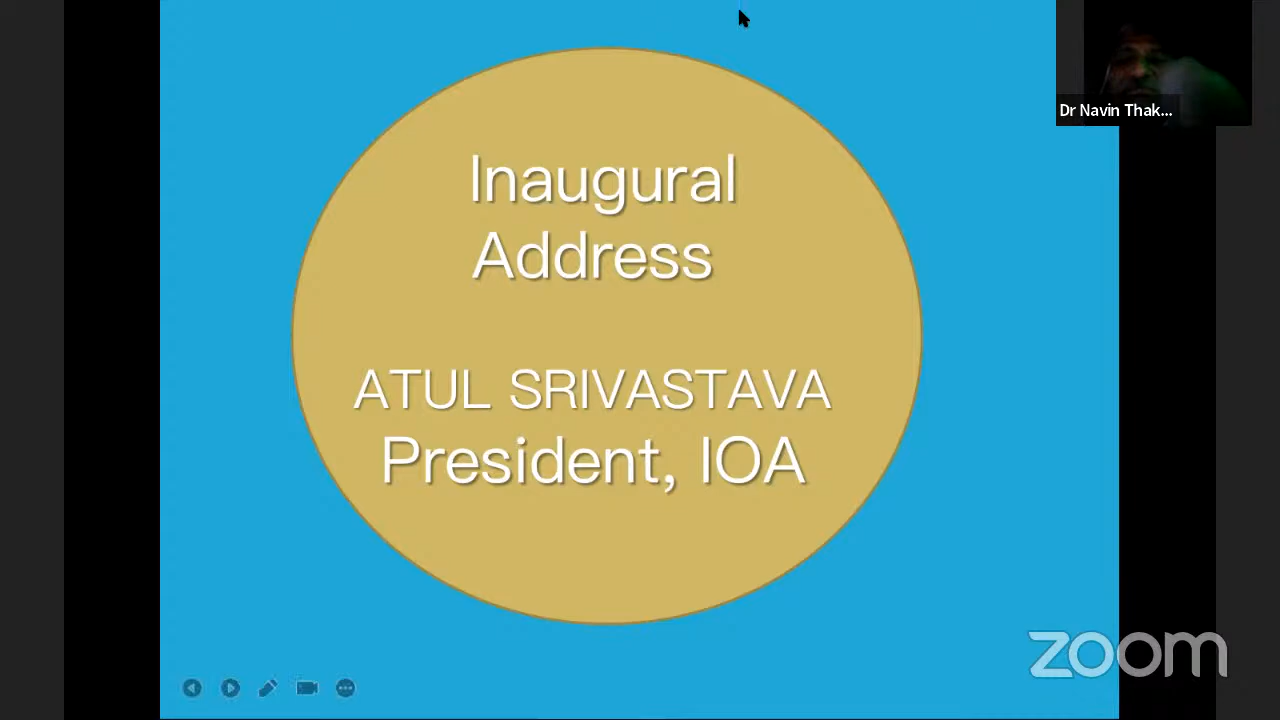 Inaugural
Address
ATUL SRIVASTAVA
President, IOA
Dr Navin Thak...
zoom